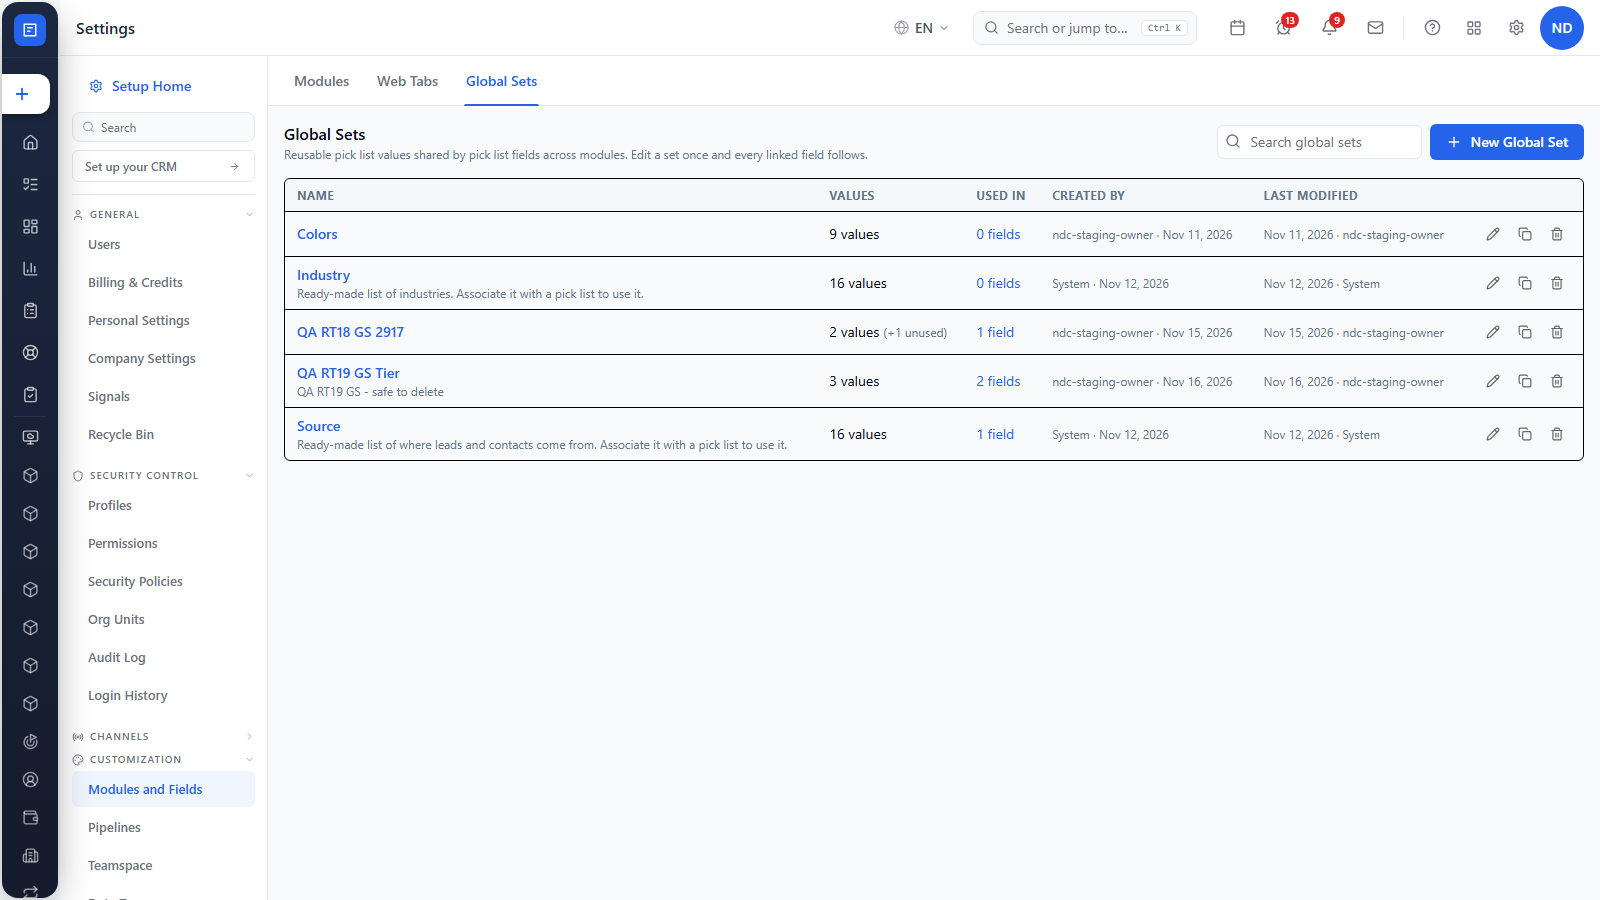 Settings
EN
Search or jump to...
Ctrl K
13
9
ND
Setup Home
Search
Set up your CRM
GENERAL
Users
Billing & Credits
Personal Settings
Company Settings
Signals
Recycle Bin
SECURITY CONTROL
Profiles
Permissions
Security Policies
Org Units
Audit Log
Login History
CHANNELS
CUSTOMIZATION
Modules and Fields
Pipelines
Teamspace
Modules Web Tabs Global Sets
Global Sets
Reusable pick list values shared by pick list fields across modules. Edit a set once and every linked field follows.
Search global sets
New Global Set
NAME VALUES USED IN CREATED BY LAST MODIFIED
Colors 9 values 0 fields ndc-staging-owner · Nov 11, 2026 Nov 11, 2026 · ndc-staging-owner
Industry 16 values 0 fields System · Nov 12, 2026 Nov 12, 2026 · System
Ready-made list of industries. Associate it with a pick list to use it.
QA RT18 GS 2917 2 values (+1 unused) 1 field ndc-staging-owner · Nov 15, 2026 Nov 15, 2026 · ndc-staging-owner
QA RT19 GS Tier 3 values 2 fields ndc-staging-owner · Nov 16, 2026 Nov 16, 2026 · ndc-staging-owner
QA RT19 GS - safe to delete
Source 16 values 1 field System · Nov 12, 2026 Nov 12, 2026 · System
Ready-made list of where leads and contacts come from. Associate it with a pick list to use it.